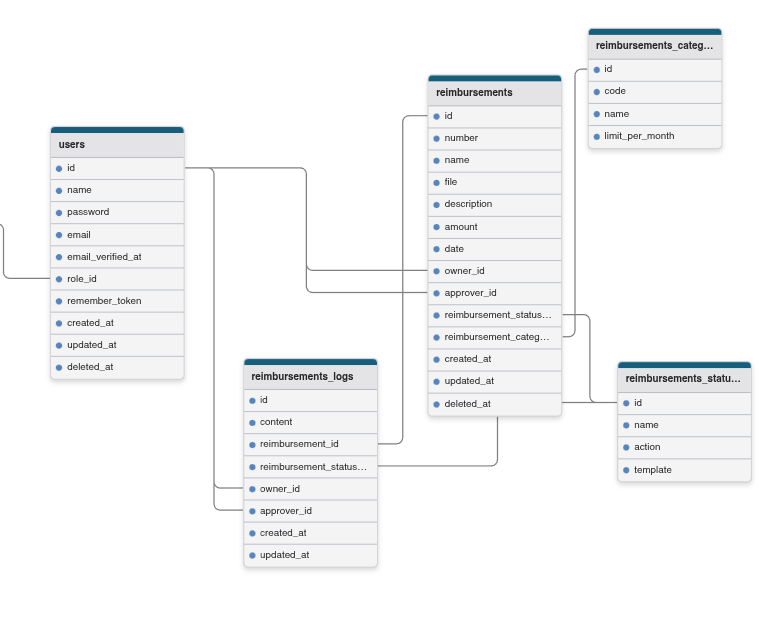 users
id
name
password
email
email_verified_at
role_id
remember_token
created_at
updated_at
deleted_at
reimbursements_logs
id
content
reimbursement_id
reimbursement_status...
owner_id
approver_id
created_at
updated_at
reimbursements
id
number
name
file
description
amount
date
owner_id
approver_id
reimbursement_status...
reimbursement_categ...
created_at
updated_at
deleted_at
reimbursements_categ...
id
code
name
limit_per_month
reimbursements_statu...
id
name
action
template